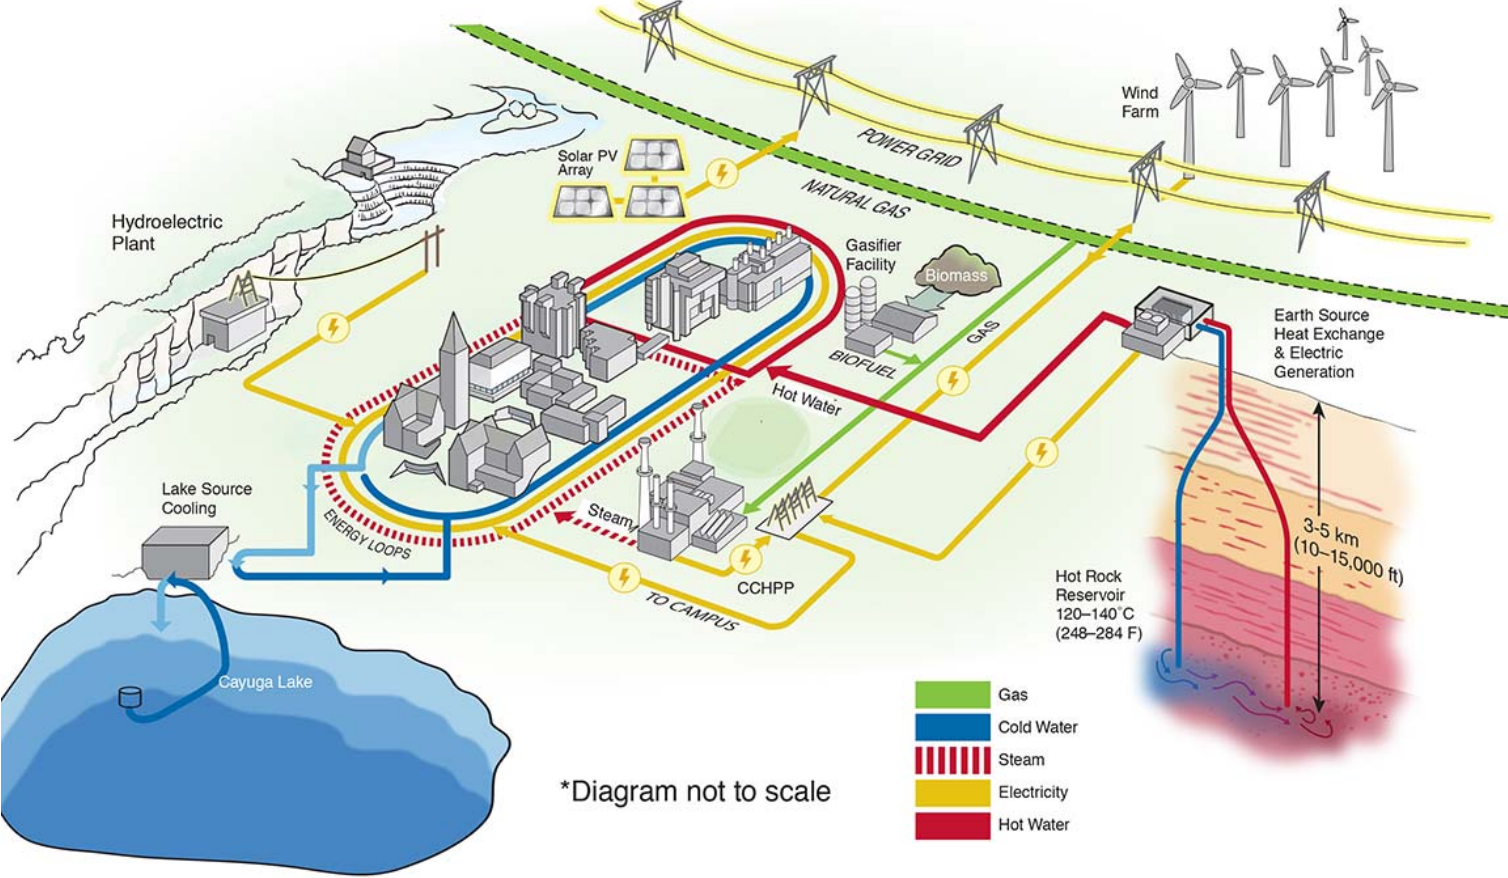 Wind
Farm
POWER GRID
Solar PV
Array
NATURAL GAS
Hydroelectric
Plant
Gasifier
Facility
Biomass
Earth Source
Heat Exchange
& Electric
Generation
GAS
BIOFUEL
Hot Water
Lake Source
Cooling
ENERGY LOOPS
Steam
3-5 km
(10–15,000 ft)
CCHPP
TO CAMPUS
Hot Rock
Reservoir
120–140°C
(248–284 F)
Cayuga Lake
Gas
Cold Water
Steam
Electricity
Hot Water
*Diagram not to scale